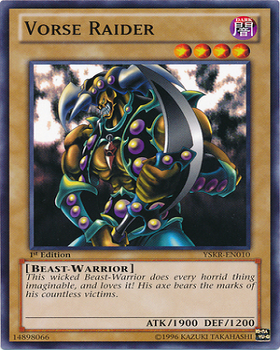 VORSE RAIDER
DARK
闇
1st Edition
YSKR-EN010
[BEAST-WARRIOR]
This wicked Beast-Warrior does every horrid thing
imaginable, and loves it! His axe bears the marks of
his countless victims.
ATK/1900 DEF/1200
14898066
©1996 KAZUKI TAKAHASHI